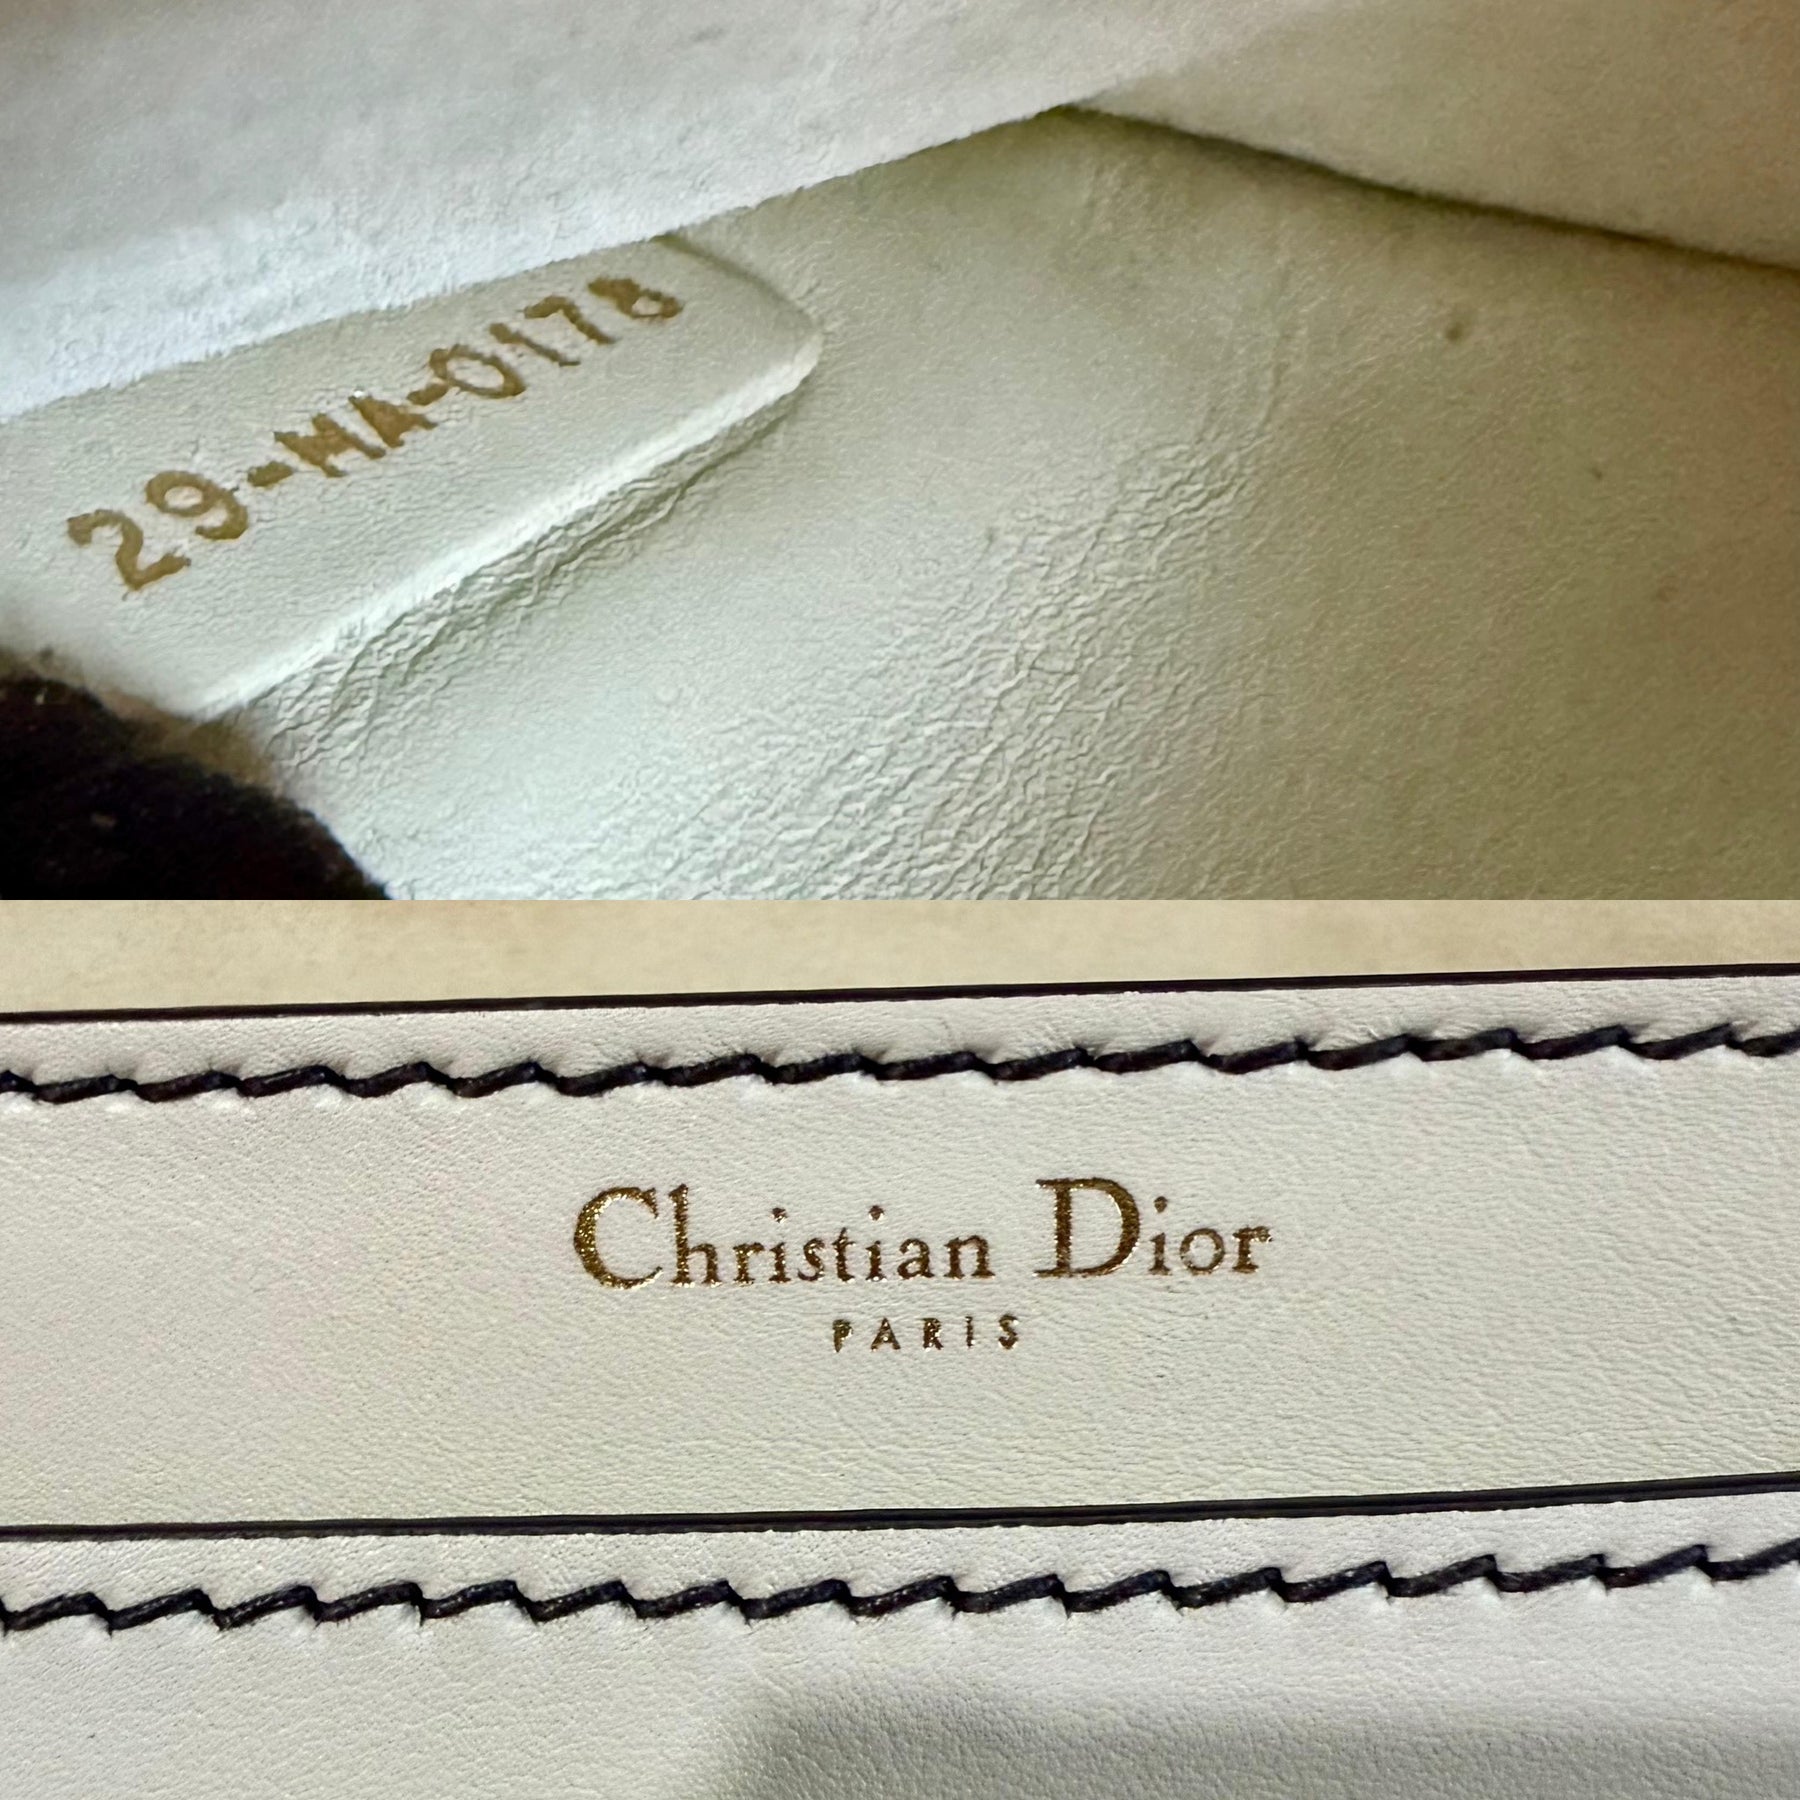 29-MA-0178
Christian Dior
PARIS